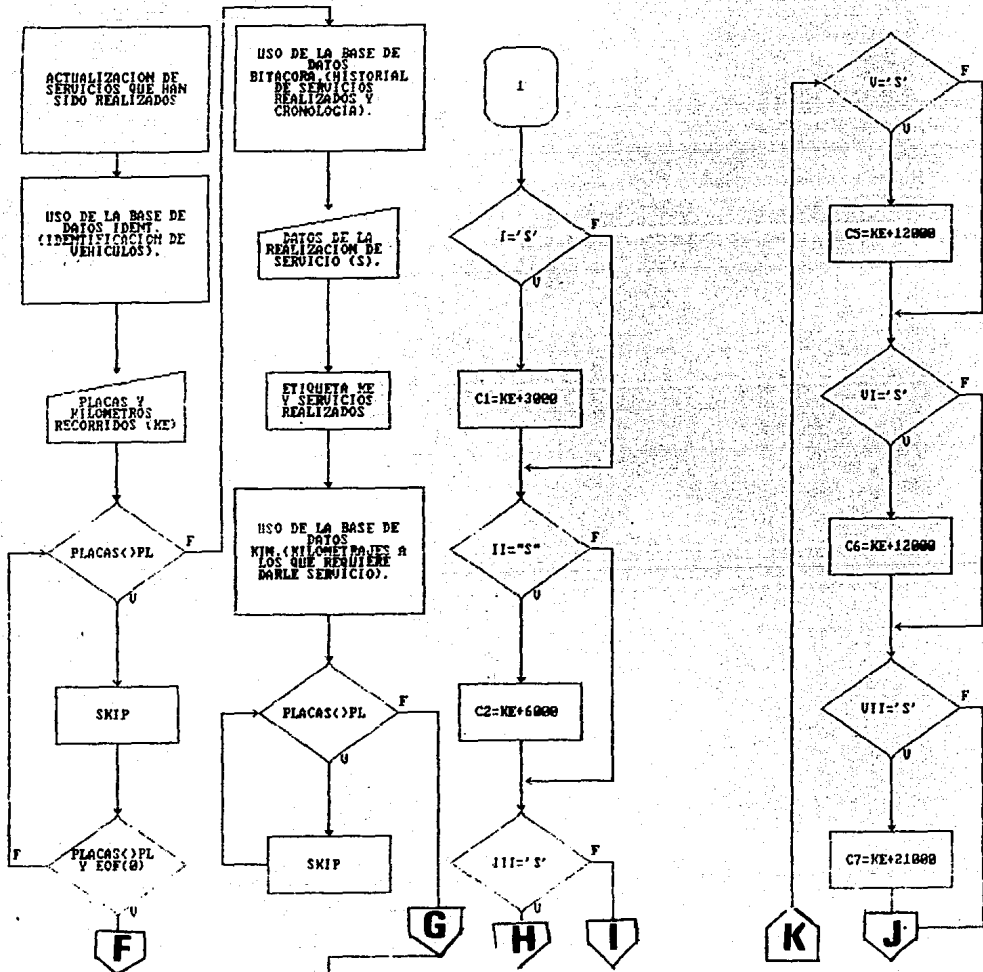 ACTUALIZACION DE
SERVICIOS QUE HAN
SIDO REALIZADOS
USO DE LA BASE DE
DATOS IDENT.
(IDENTIFICACION DE
VEHICULOS).
PLACAS Y
KILOMETROS
RECORRIDOS (KE)
PLACAS<>PL
F
V
SKIP
PLACAS<>PL
Y EOF(0)
F
V
F
USO DE LA BASE DE
DATOS
BITACORA.(HISTORIAL
DE SERVICIOS
REALIZADOS Y
CRONOLOGIA).
DATOS DE LA
REALIZACION DE
SERVICIO (S).
ETIQUETA KE
Y SERVICIOS
REALIZADOS
USO DE LA BASE DE
DATOS
KIM.(KILOMETRAJES A
LOS QUE REQUIERE
DARLE SERVICIO).
PLACAS<>PL
F
V
SKIP
G
1
I='S'
F
V
C1=KE+3000
II="S"
F
V
C2=KE+6000
III='S'
F
V
H
I
K
V='S'
F
V
C5=KE+12000
VI='S'
F
V
C6=KE+12000
VII='S'
F
V
C7=KE+21000
J